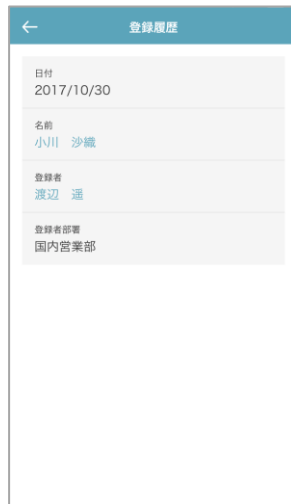 登録履歴
日付
2017/10/30
名前
小川　沙織
登録者
渡辺　遥
登録者部署
国内営業部